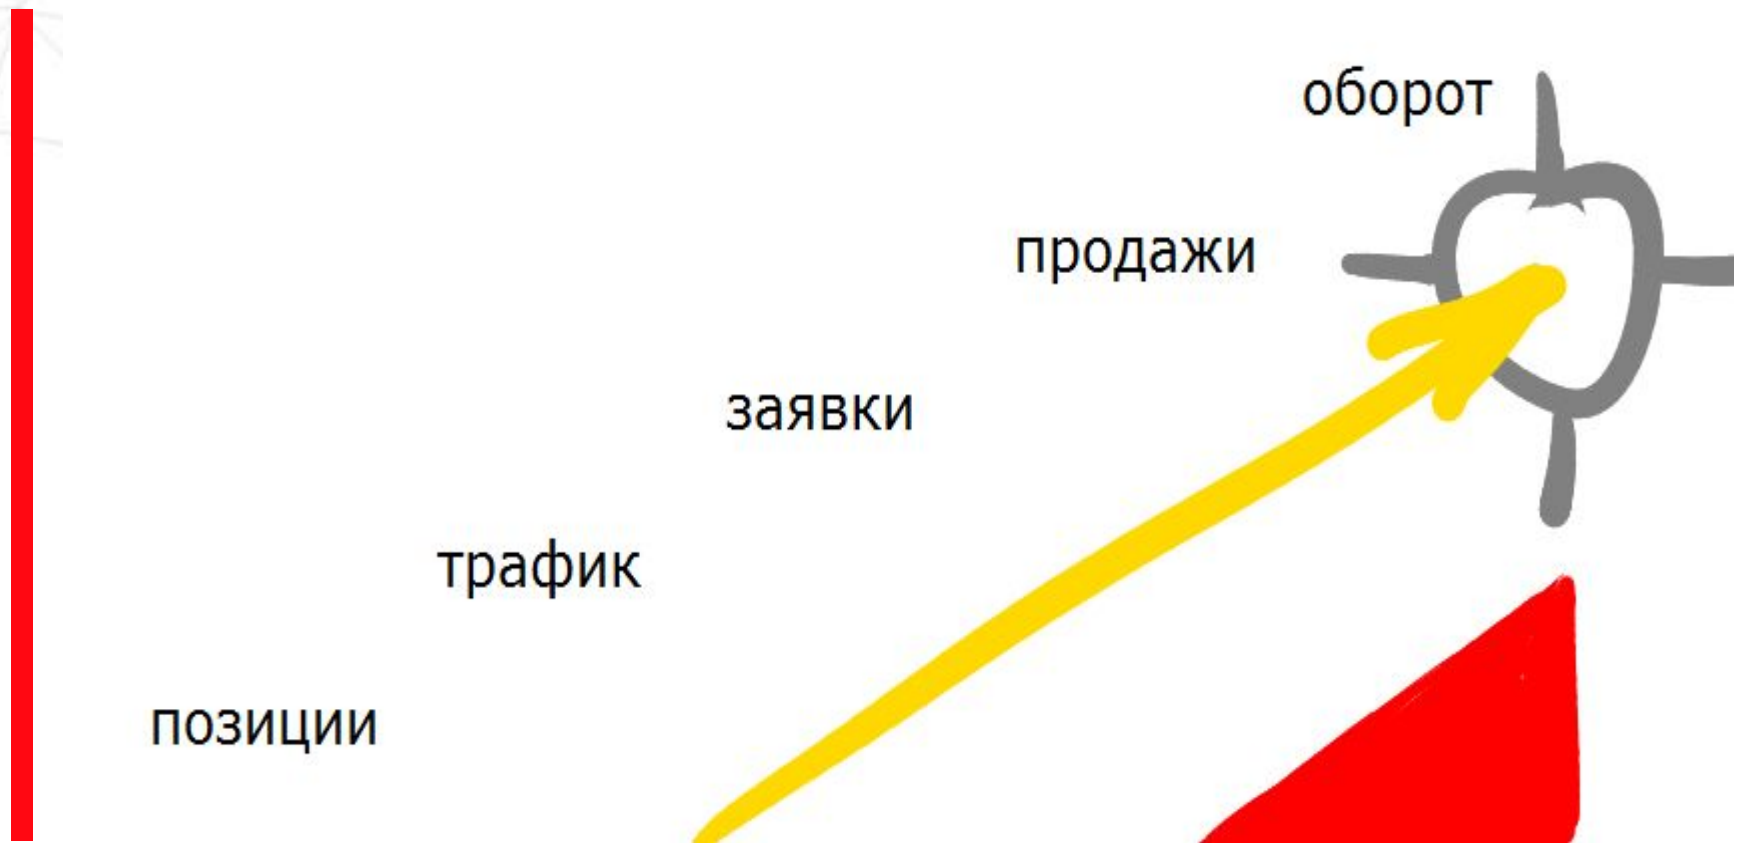 оборот
продажи
заявки
трафик
позиции